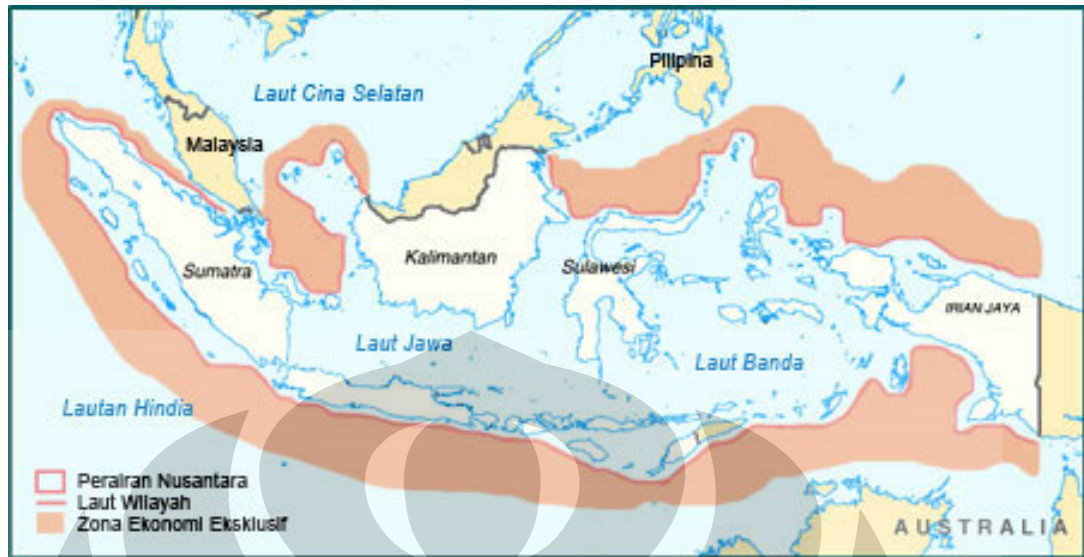 Pilipina
Laut Cina Selatan
Malaysia
Kalimantan
Sulawesi
Sumatra
IRIAN JAYA
Laut Jawa
Laut Banda
Lautan Hindia
Perairan Nusantara
Laut Wilayah
Zona Ekonomi Eksklusif
AUSTRALIA